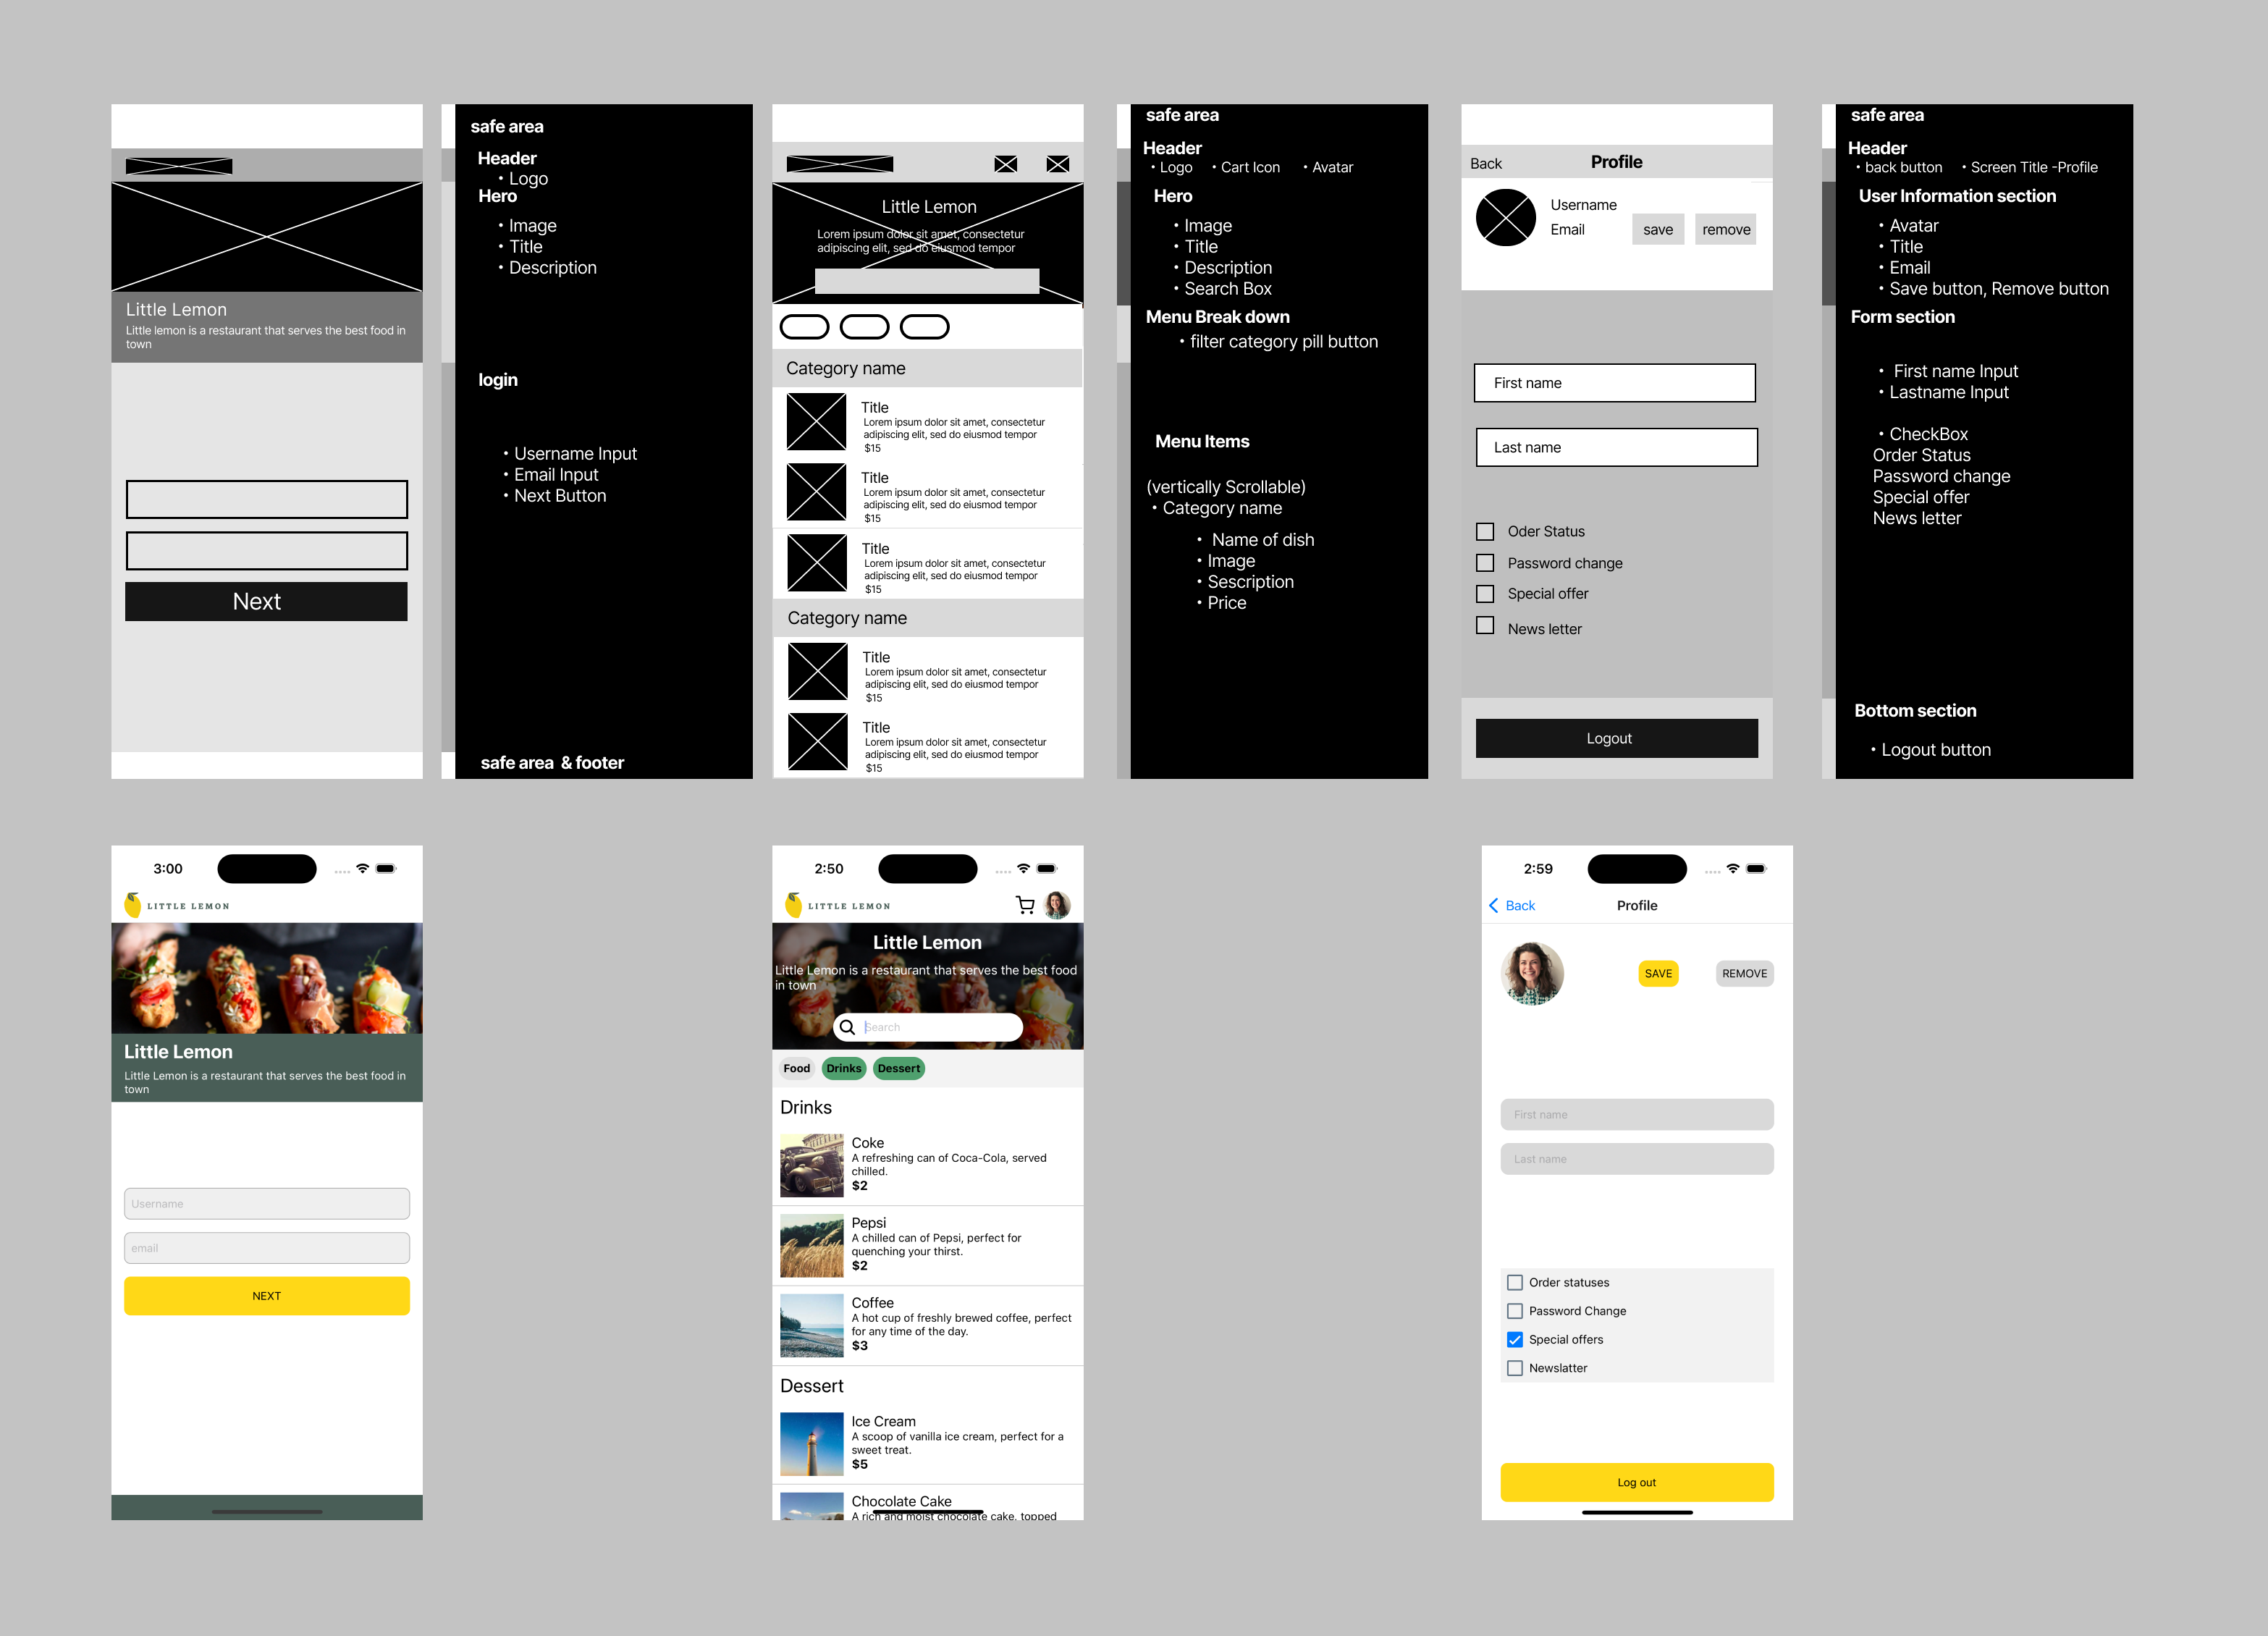 Little Lemon
Little lemon is a restaurant that serves the best food in
town
Next
safe area
Header
• Logo
Hero
• Image
• Title
• Description
login
• Username Input
• Email Input
• Next Button
safe area & footer
Little Lemon
Lorem ipsum dolor sit amet, consectetur
adipiscing elit, sed do eiusmod tempor
Category name
Title
Lorem ipsum dolor sit amet, consectetur
adipiscing elit, sed do eiusmod tempor
$15
Title
Lorem ipsum dolor sit amet, consectetur
adipiscing elit, sed do eiusmod tempor
$15
Title
Lorem ipsum dolor sit amet, consectetur
adipiscing elit, sed do eiusmod tempor
$15
Category name
Title
Lorem ipsum dolor sit amet, consectetur
adipiscing elit, sed do eiusmod tempor
$15
Title
Lorem ipsum dolor sit amet, consectetur
adipiscing elit, sed do eiusmod tempor
$15
safe area
Header
• Logo • Cart Icon • Avatar
Hero
• Image
• Title
• Description
• Search Box
Menu Break down
• filter category pill button
Menu Items
(vertically Scrollable)
• Category name
• Name of dish
• Image
• Sescription
• Price
Back Profile
Username
Email
save remove
First name
Last name
Oder Status
Password change
Special offer
News letter
Logout
safe area
Header
• back button • Screen Title -Profile
User Information section
• Avatar
• Title
• Email
• Save button, Remove button
Form section
• First name Input
• Lastname Input
• CheckBox
Order Status
Password change
Special offer
News letter
Bottom section
• Logout button
3:00
LITTLE LEMON
Little Lemon
Little Lemon is a restaurant that serves the best food in
town
Username
email
NEXT
2:50
LITTLE LEMON
Little Lemon
Little Lemon is a restaurant that serves the best food
in town
Search
Food Drinks Dessert
Drinks
Coke
A refreshing can of Coca-Cola, served
chilled.
$2
Pepsi
A chilled can of Pepsi, perfect for
quenching your thirst.
$2
Coffee
A hot cup of freshly brewed coffee, perfect
for any time of the day.
$3
Dessert
Ice Cream
A scoop of vanilla ice cream, perfect for a
sweet treat.
$5
Chocolate Cake
A rich and moist chocolate cake, topped
2:59
Back Profile
SAVE REMOVE
First name
Last name
Order statuses
Password Change
Special offers
Newslatter
Log out